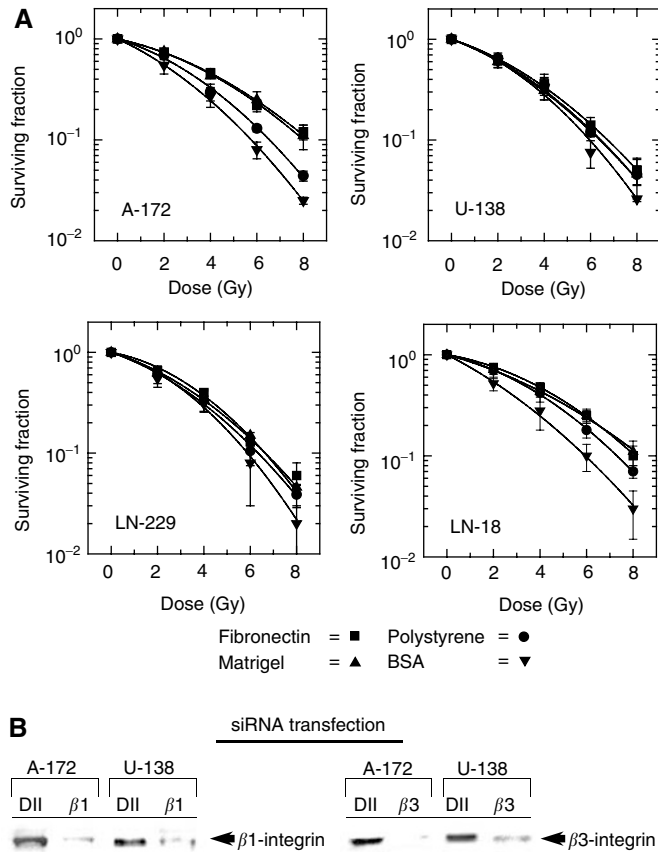 A
10⁰
10⁻¹
10⁻²
Surviving fraction
A-172
0 2 4 6 8
Dose (Gy)
10⁰
10⁻¹
10⁻²
Surviving fraction
U-138
0 2 4 6 8
Dose (Gy)
10⁰
10⁻¹
10⁻²
Surviving fraction
LN-229
0 2 4 6 8
Dose (Gy)
10⁰
10⁻¹
10⁻²
Surviving fraction
LN-18
0 2 4 6 8
Dose (Gy)
Fibronectin = ■ Polystyrene = ●
Matrigel = ▲ BSA = ▼
B
siRNA transfection
A-172 U-138 A-172 U-138
DII β1 DII β1 DII β3 DII β3
β1-integrin β3-integrin